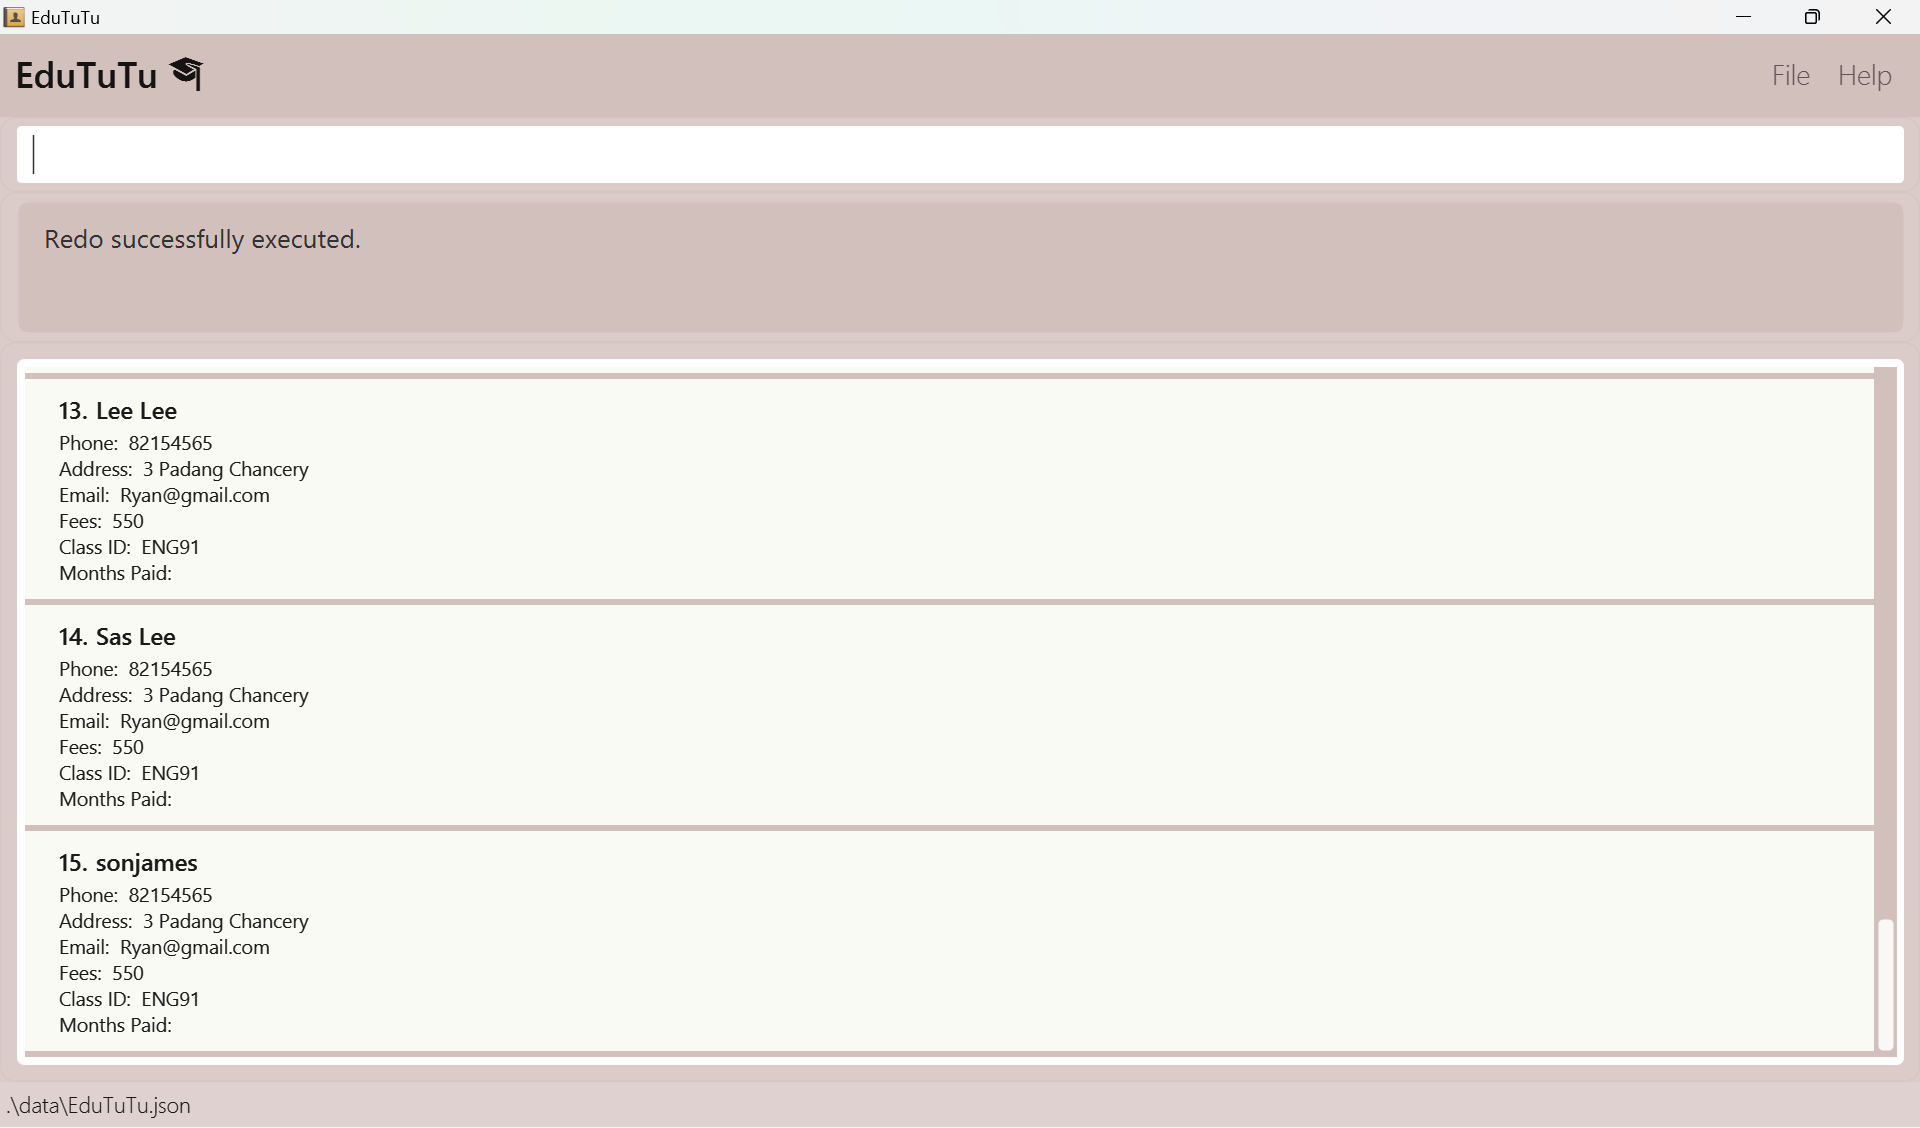 EduTuTu
EduTuTu
File Help
Redo successfully executed.
13. Lee Lee
Phone: 82154565
Address: 3 Padang Chancery
Email: Ryan@gmail.com
Fees: 550
Class ID: ENG91
Months Paid:
14. Sas Lee
Phone: 82154565
Address: 3 Padang Chancery
Email: Ryan@gmail.com
Fees: 550
Class ID: ENG91
Months Paid:
15. sonjames
Phone: 82154565
Address: 3 Padang Chancery
Email: Ryan@gmail.com
Fees: 550
Class ID: ENG91
Months Paid:
.\data\EduTuTu.json